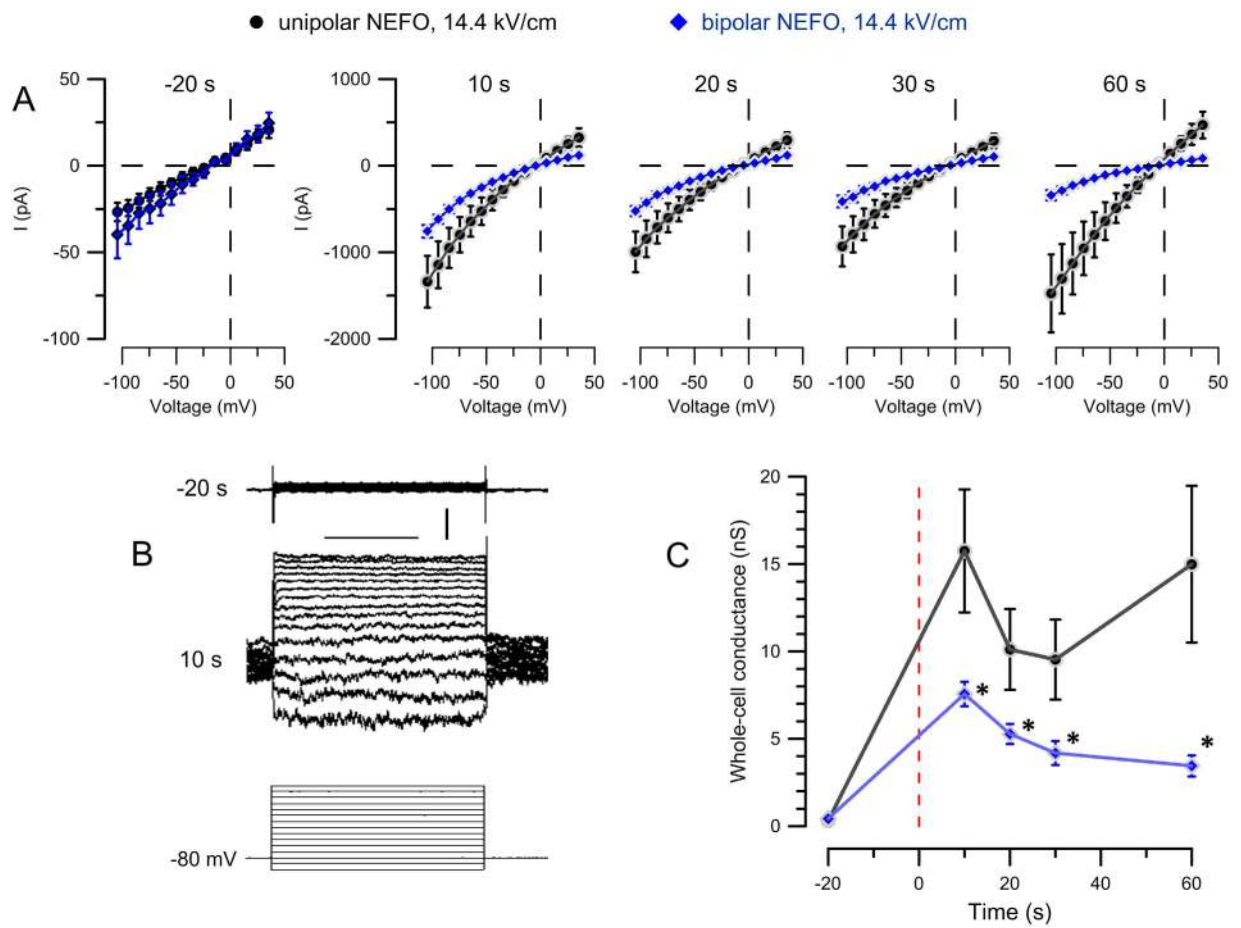 unipolar NEFO, 14.4 kV/cm
bipolar NEFO, 14.4 kV/cm
A
-20 s
10 s
20 s
30 s
60 s
50
0
-50
-100
I (pA)
1000
0
-1000
-2000
I (pA)
-100 -50 0 50
-100 -50 0 50
-100 -50 0 50
-100 -50 0 50
-100 -50 0 50
Voltage (mV)
Voltage (mV)
Voltage (mV)
Voltage (mV)
Voltage (mV)
B
-20 s
10 s
-80 mV
C
Whole-cell conductance (nS)
20
15
10
5
0
* * * *
-20 0 20 40 60
Time (s)